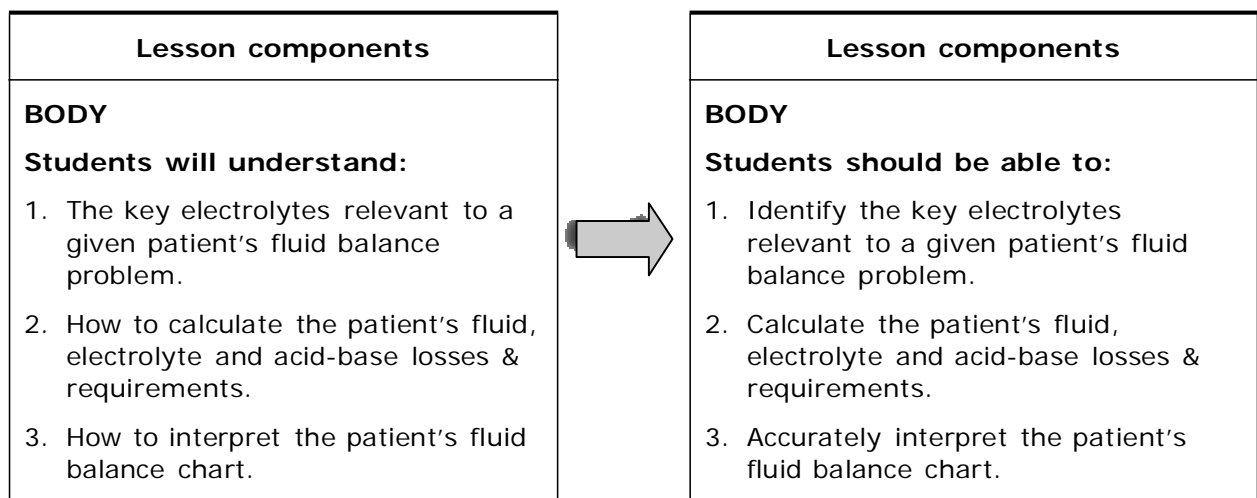 Lesson components
BODY
Students will understand:
1. The key electrolytes relevant to a
given patient's fluid balance
problem.
2. How to calculate the patient's fluid,
electrolyte and acid-base losses &
requirements.
3. How to interpret the patient's fluid
balance chart.
Lesson components
BODY
Students should be able to:
1. Identify the key electrolytes
relevant to a given patient's fluid
balance problem.
2. Calculate the patient's fluid,
electrolyte and acid-base losses &
requirements.
3. Accurately interpret the patient's
fluid balance chart.